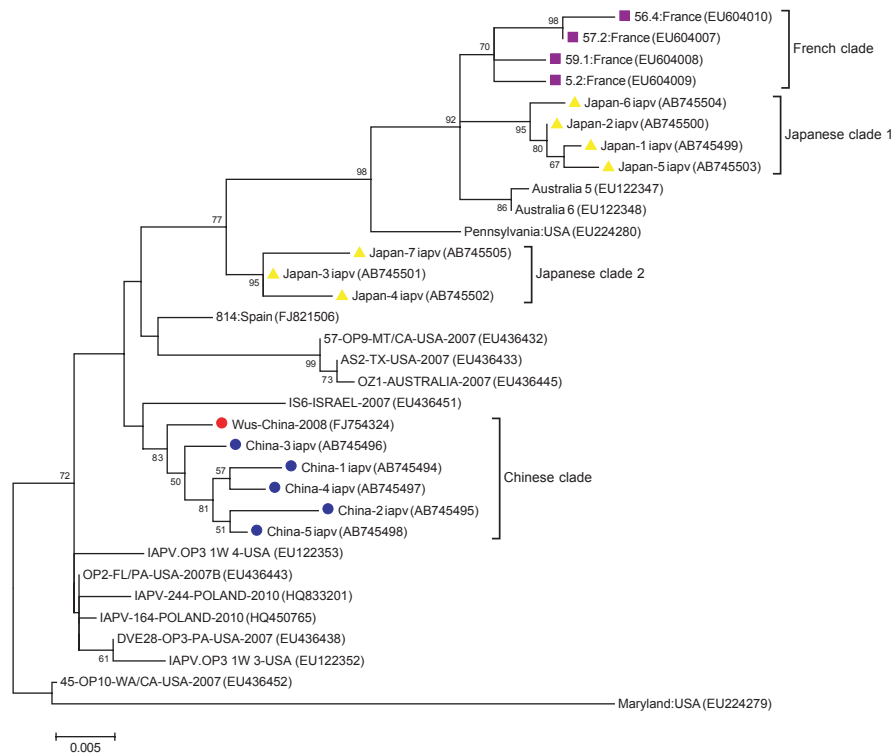 56.4:France (EU604010)
98
57.2:France (EU604007)
70
59.1:France (EU604008)
5.2:France (EU604009)
French clade
Japan-6 iapv (AB745504)
92
95
Japan-2 iapv (AB745500)
80
Japan-1 iapv (AB745499)
67
Japan-5 iapv (AB745503)
Japanese clade 1
98
Australia 5 (EU122347)
86
Australia 6 (EU122348)
77
Pennsylvania:USA (EU224280)
Japan-7 iapv (AB745505)
Japan-3 iapv (AB745501)
95
Japan-4 iapv (AB745502)
Japanese clade 2
814:Spain (FJ821506)
57-OP9-MT/CA-USA-2007 (EU436432)
99
AS2-TX-USA-2007 (EU436433)
73
OZ1-AUSTRALIA-2007 (EU436445)
IS6-ISRAEL-2007 (EU436451)
Wus-China-2008 (FJ754324)
83
China-3 iapv (AB745496)
50
China-1 iapv (AB745494)
57
China-4 iapv (AB745497)
81
China-2 iapv (AB745495)
51
China-5 iapv (AB745498)
Chinese clade
72
IAPV.OP3 1W 4-USA (EU122353)
OP2-FL/PA-USA-2007B (EU436443)
IAPV-244-POLAND-2010 (HQ833201)
IAPV-164-POLAND-2010 (HQ450765)
DVE28-OP3-PA-USA-2007 (EU436438)
61
IAPV.OP3 1W 3-USA (EU122352)
45-OP10-WA/CA-USA-2007 (EU436452)
Maryland:USA (EU224279)
0.005